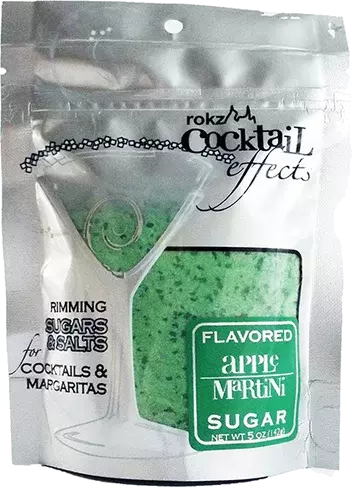 rokz
Cocktail
effects
RIMMING
SUGARS
& SALTS
for
COCKTAILS &
MARGARITAS
FLAVORED
apple
MaRtiNi
SUGAR
NET WT 5 OZ (142g)